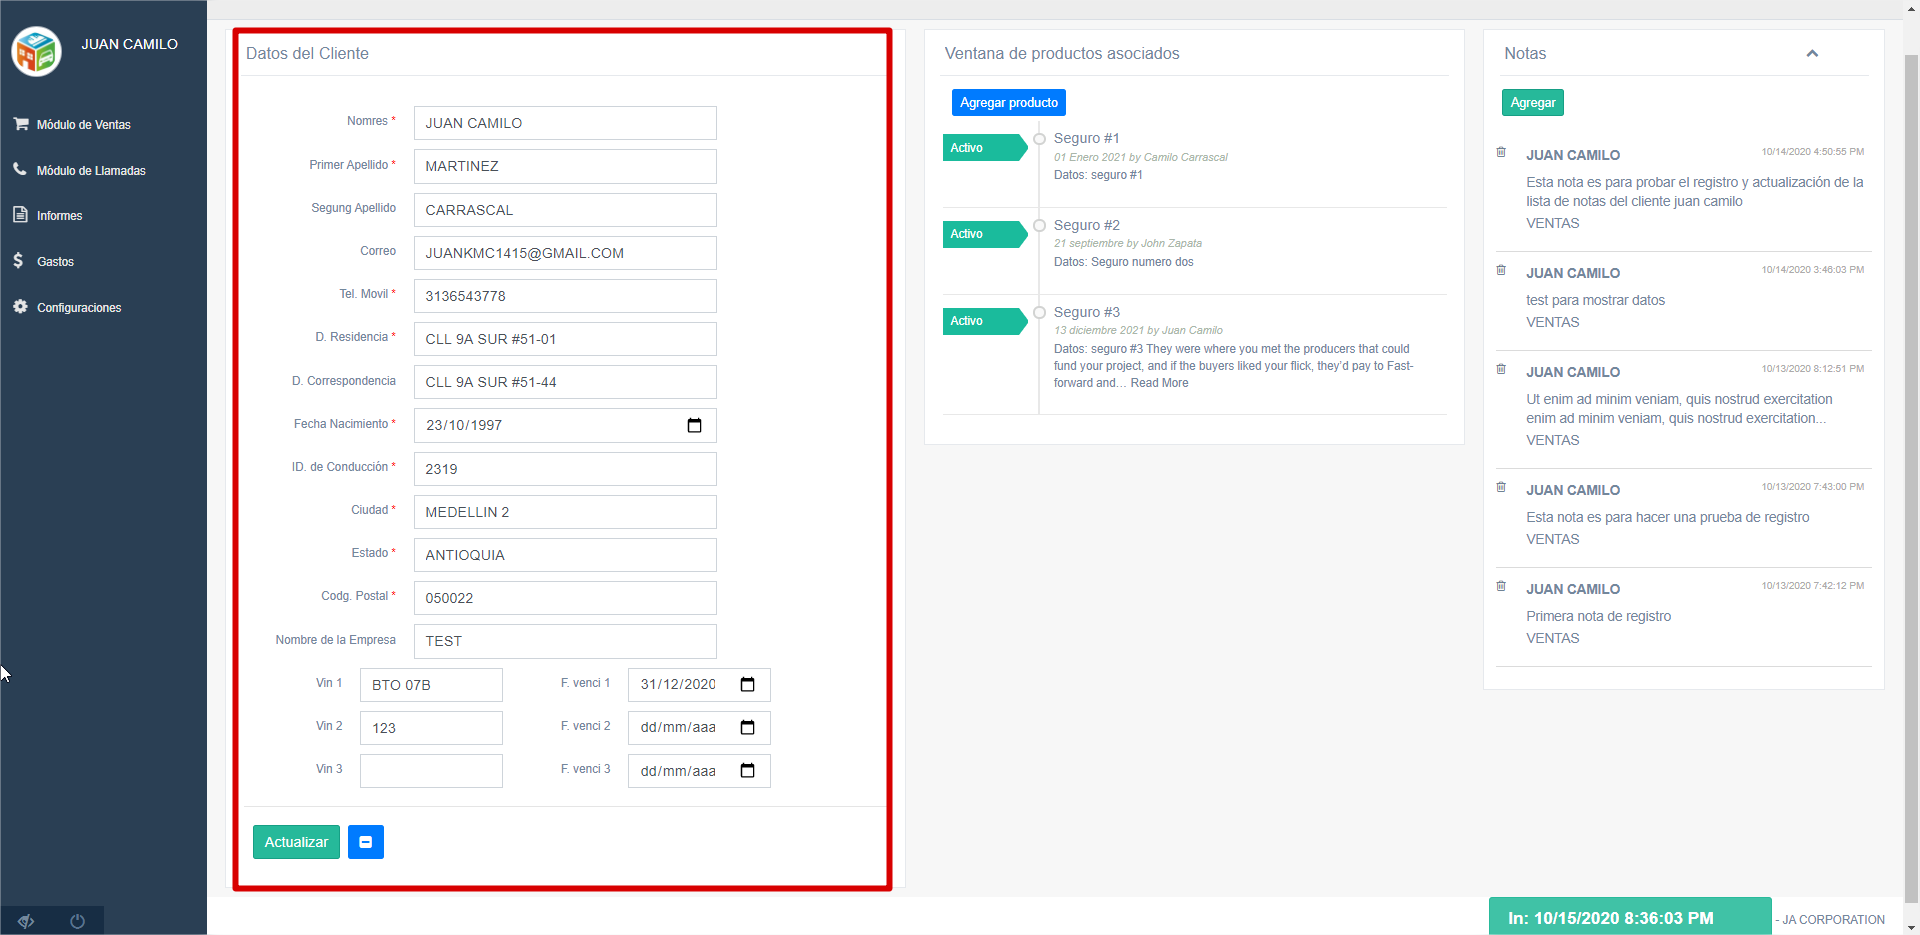 JUAN CAMILO
Módulo de Ventas
Módulo de Llamadas
Informes
Gastos
Configuraciones
Datos del Cliente
Nomres * JUAN CAMILO
Primer Apellido * MARTINEZ
Segung Apellido CARRASCAL
Correo JUANKMC1415@GMAIL.COM
Tel. Movil * 3136543778
D. Residencia * CLL 9A SUR #51-01
D. Correspondencia CLL 9A SUR #51-44
Fecha Nacimiento * 23/10/1997
ID. de Conducción * 2319
Ciudad * MEDELLIN 2
Estado * ANTIOQUIA
Codg. Postal * 050022
Nombre de la Empresa TEST
Vin 1 BTO 07B F. venci 1 31/12/2020
Vin 2 123 F. venci 2 dd/mm/aaa
Vin 3 F. venci 3 dd/mm/aaa
Actualizar
Ventana de productos asociados
Agregar producto
Activo
Seguro #1
01 Enero 2021 by Camilo Carrascal
Datos: seguro #1
Activo
Seguro #2
21 septiembre by John Zapata
Datos: Seguro numero dos
Activo
Seguro #3
13 diciembre 2021 by Juan Camilo
Datos: seguro #3 They were where you met the producers that could
fund your project, and if the buyers liked your flick, they'd pay to Fast-
forward and... Read More
Notas
Agregar
JUAN CAMILO 10/14/2020 4:50:55 PM
Esta nota es para probar el registro y actualización de la
lista de notas del cliente juan camilo
VENTAS
JUAN CAMILO 10/14/2020 3:46:03 PM
test para mostrar datos
VENTAS
JUAN CAMILO 10/13/2020 8:12:51 PM
Ut enim ad minim veniam, quis nostrud exercitation
enim ad minim veniam, quis nostrud exercitation...
VENTAS
JUAN CAMILO 10/13/2020 7:43:00 PM
Esta nota es para hacer una prueba de registro
VENTAS
JUAN CAMILO 10/13/2020 7:42:12 PM
Primera nota de registro
VENTAS
In: 10/15/2020 8:36:03 PM - JA CORPORATION